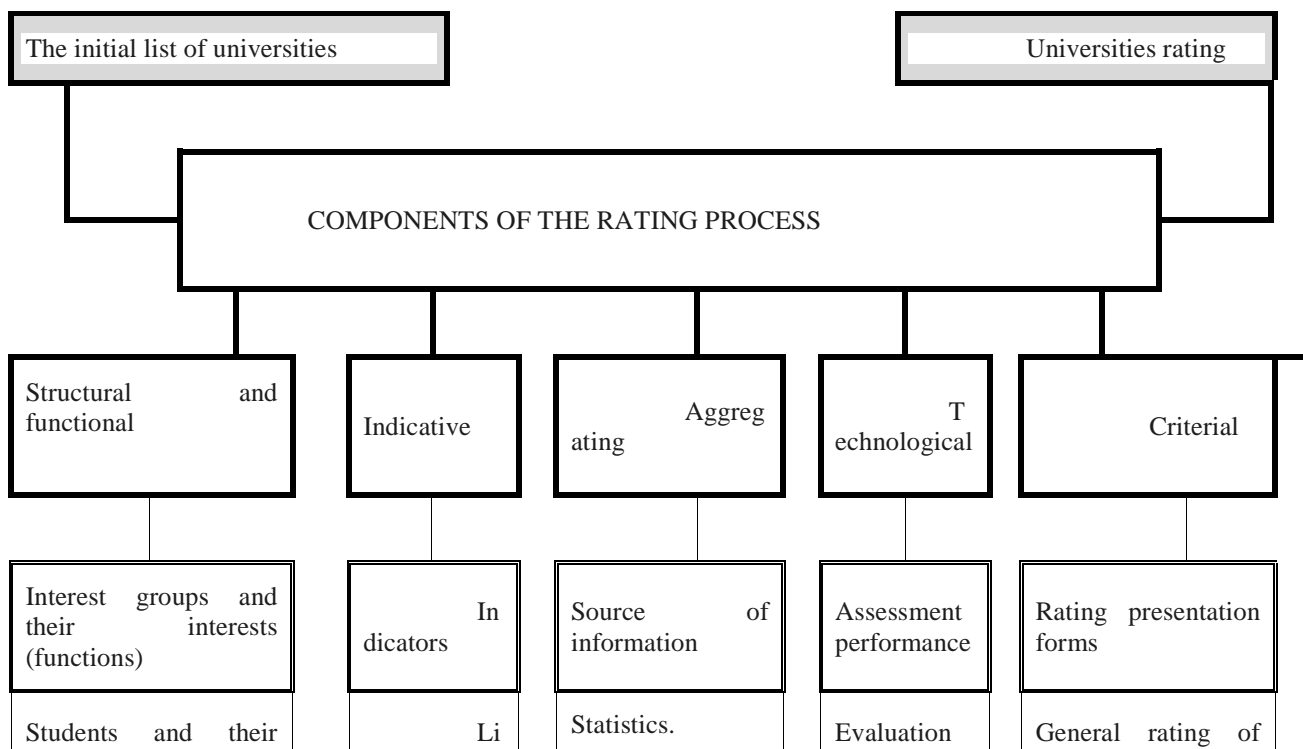 The initial list of universities
Universities rating
COMPONENTS OF THE RATING PROCESS
Structural and
functional
Indicative
Aggreg
ating
T
echnological
Criterial
Interest groups and
their interests
(functions)
In
dicators
Source of
information
Assessment
performance
Rating presentation
forms
Students and their
Li
Statistics.
Evaluation
General rating of